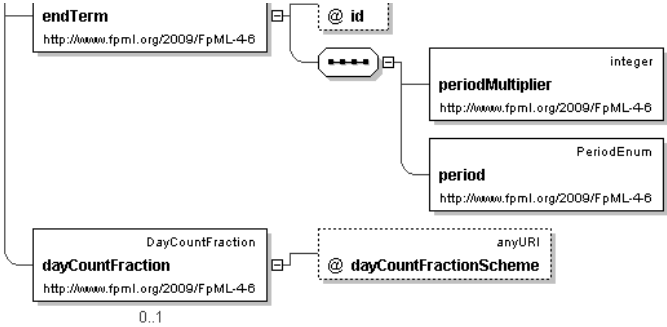 endTerm
http://www.fpml.org/2009/FpML-4-6
@ id
integer
periodMultiplier
http://www.fpml.org/2009/FpML-4-6
PeriodEnum
period
http://www.fpml.org/2009/FpML-4-6
DayCountFraction
dayCountFraction
http://www.fpml.org/2009/FpML-4-6
0..1
anyURI
@ dayCountFractionScheme